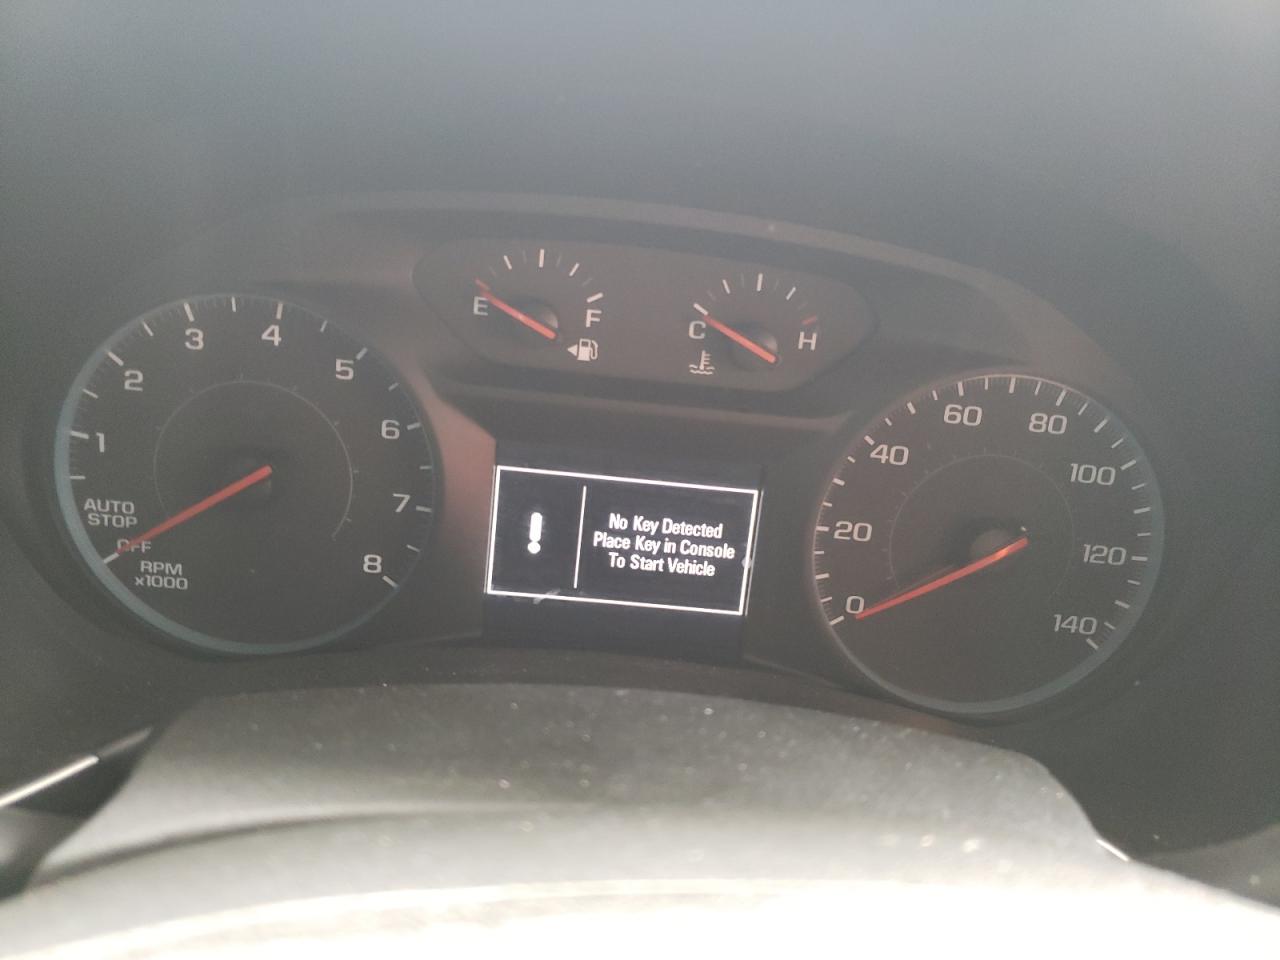 E
F
C
H
1
2
3
4
5
6
7
8
AUTO
STOP
OFF
RPM
x1000
No Key Detected
Place Key in Console
To Start Vehicle
0
20
40
60
80
100
120
140